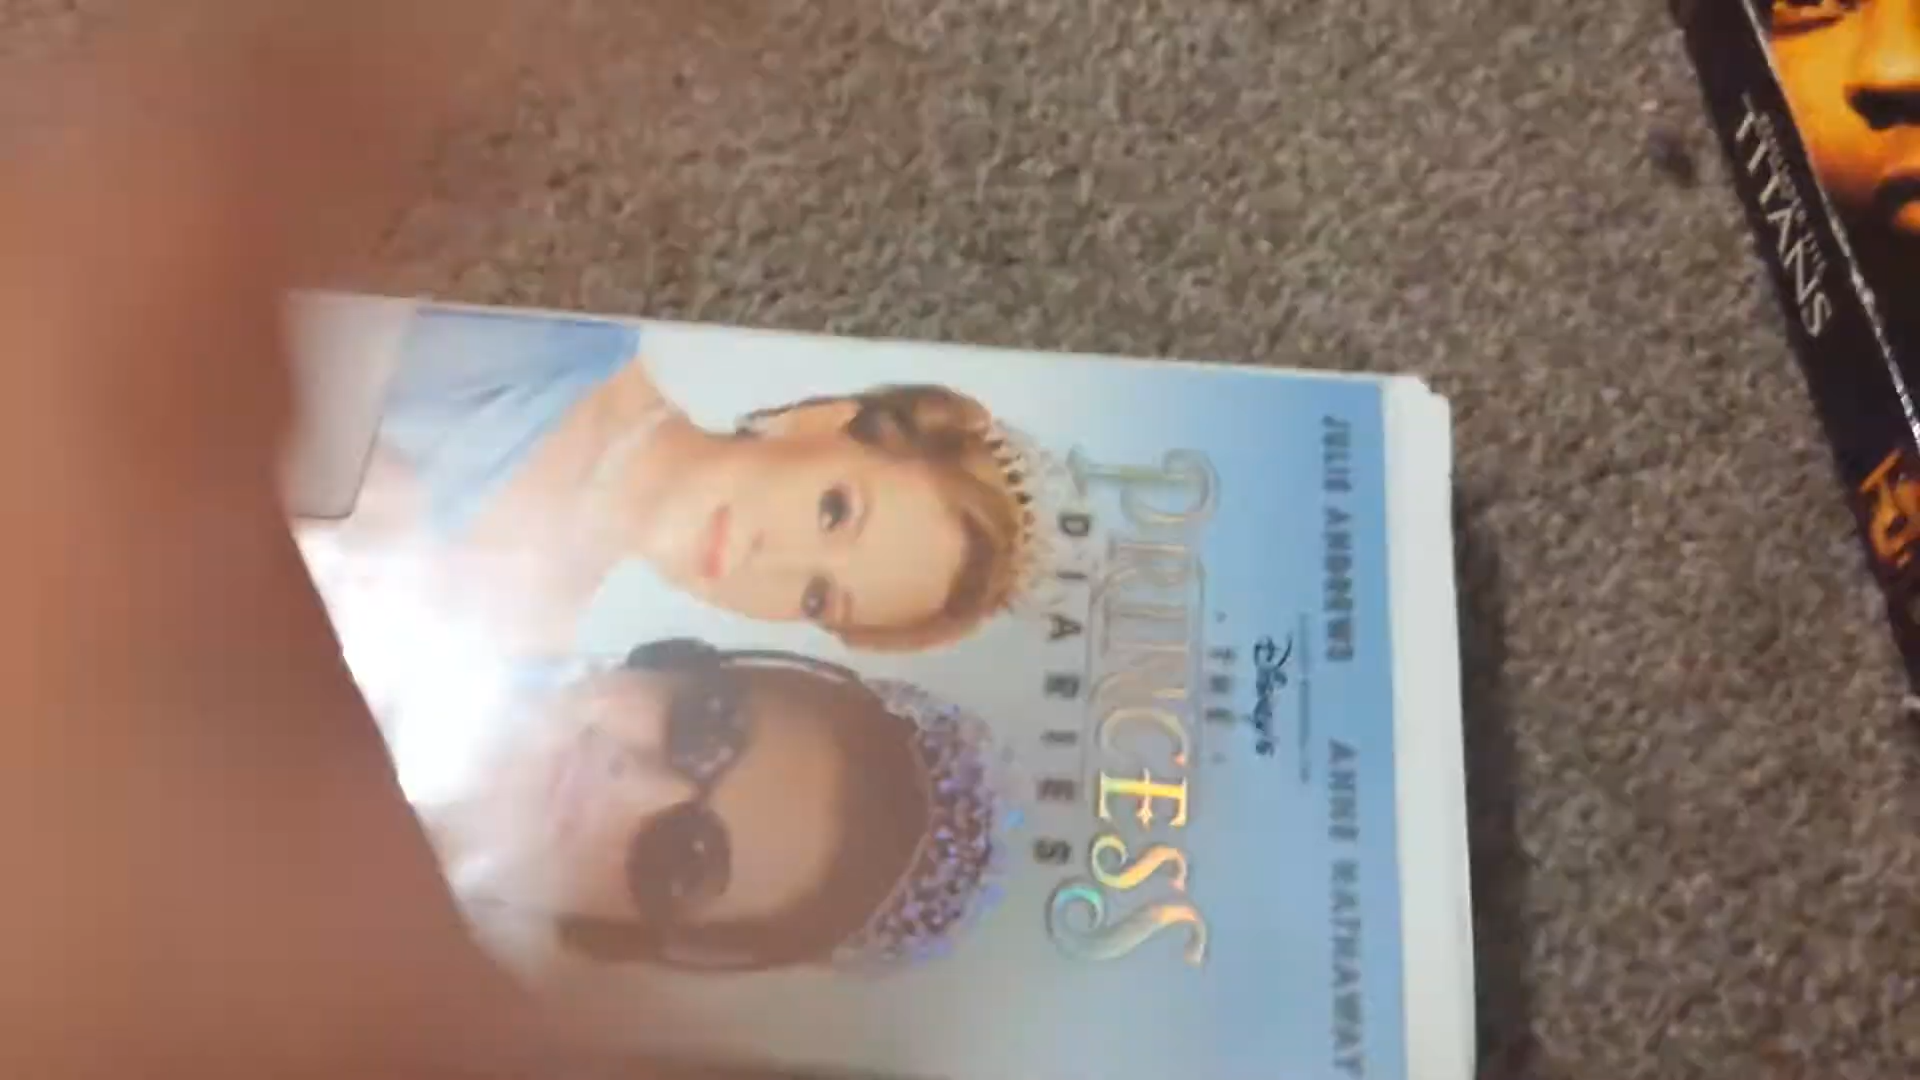 JULIE ANDREWS ANNE HATHAWAY
Disney's
THE
PRINCESS
DIARIES
TITANS